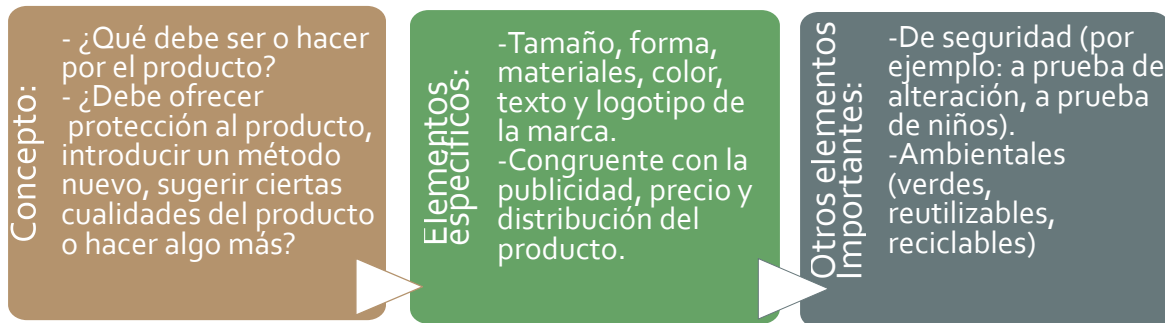 Concepto:
- ¿Qué debe ser o hacer
por el producto?
- ¿Debe ofrecer
protección al producto,
introducir un método
nuevo, sugerir ciertas
cualidades del producto
o hacer algo más?
Elementos
específicos:
-Tamaño, forma,
materiales, color,
texto y logotipo de
la marca.
-Congruente con la
publicidad, precio y
distribución del
producto.
Otros elementos
Importantes:
-De seguridad (por
ejemplo: a prueba de
alteración, a prueba
de niños).
-Ambientales
(verdes,
reutilizables,
reciclables)